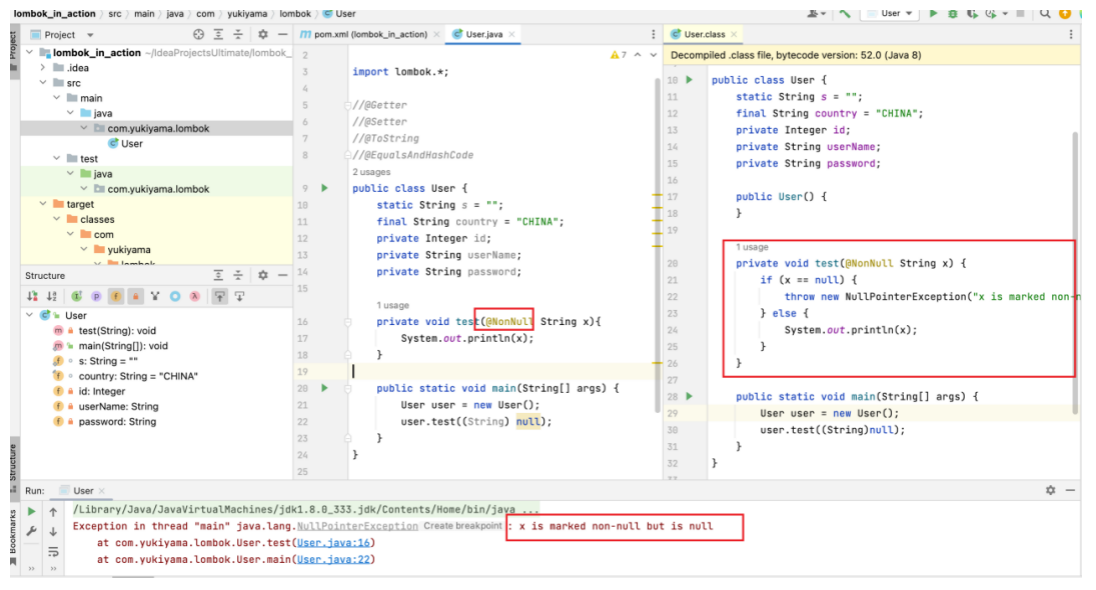 lombok_in_action > src > main > java > com > yukiyama > lombok > User
User
Project
Project
pom.xml (lombok_in_action) ×
User.java ×
User.class ×
lombok_in_action ~/IdeaProjectsUltimate/lombok_
.idea
src
main
java
com.yukiyama.lombok
User
test
java
com.yukiyama.lombok
target
classes
com
yukiyama
lombok
Structure
User
test(String): void
main(String[]): void
s: String = ""
country: String = "CHINA"
id: Integer
userName: String
password: String
7
2
3 import lombok.*;
4
5 //@Getter
6 //@Setter
7 //@ToString
8 //@EqualsAndHashCode
2 usages
9 public class User {
10 static String s = "";
11 final String country = "CHINA";
12 private Integer id;
13 private String userName;
14 private String password;
15
1 usage
16 private void test(@NonNull String x){
17 System.out.println(x);
18 }
19
20 public static void main(String[] args) {
21 User user = new User();
22 user.test((String) null);
23 }
24 }
25
Decompiled .class file, bytecode version: 52.0 (Java 8)
10 public class User {
11 static String s = "";
12 final String country = "CHINA";
13 private Integer id;
14 private String userName;
15 private String password;
16
17 public User() {
18 }
19
1 usage
20 private void test(@NonNull String x) {
21 if (x == null) {
22 throw new NullPointerException("x is marked non-n
23 } else {
24 System.out.println(x);
25 }
26 }
27
28 public static void main(String[] args) {
29 User user = new User();
30 user.test((String)null);
31 }
32 }
Structure
Bookmarks
Run: User ×
/Library/Java/JavaVirtualMachines/jdk1.8.0_333.jdk/Contents/Home/bin/java ...
Exception in thread "main" java.lang.NullPointerException Create breakpoint : x is marked non-null but is null
at com.yukiyama.lombok.User.test(User.java:16)
at com.yukiyama.lombok.User.main(User.java:22)